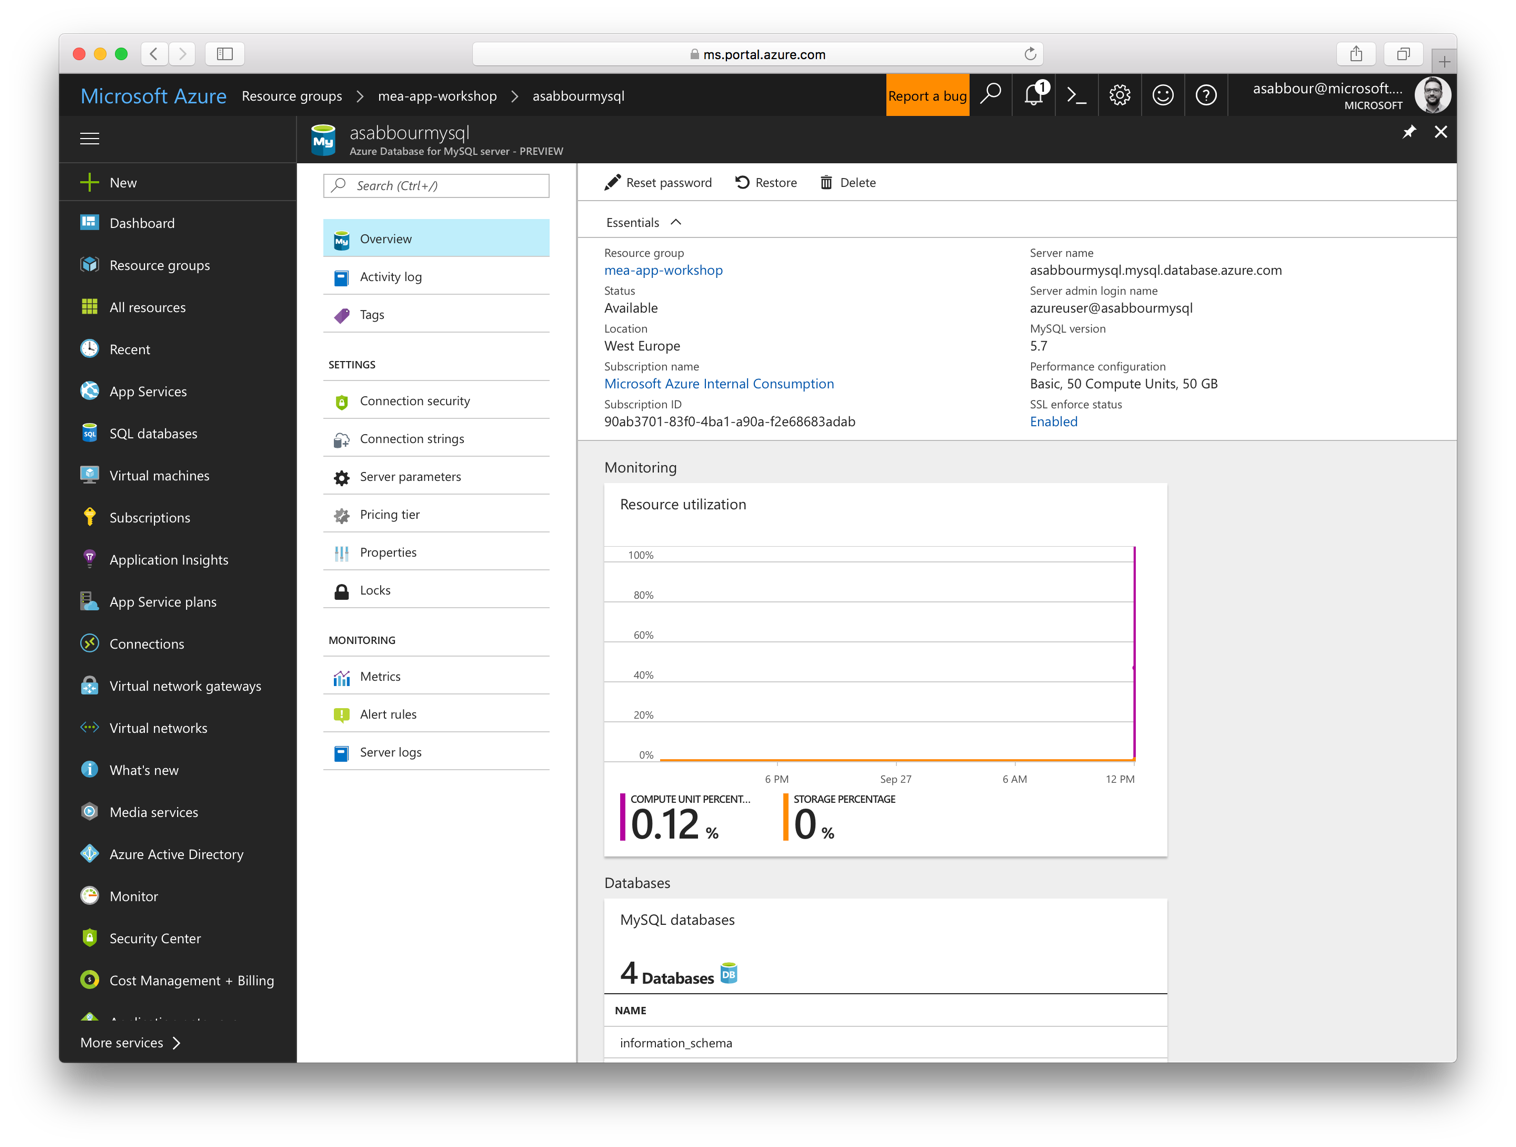 ms.portal.azure.com
Microsoft Azure Resource groups > mea-app-workshop > asabbourmysql
Report a bug
1
asabbour@microsoft....
MICROSOFT
asabbourmysql
Azure Database for MySQL server - PREVIEW
New
Dashboard
Resource groups
All resources
Recent
App Services
SQL databases
Virtual machines
Subscriptions
Application Insights
App Service plans
Connections
Virtual network gateways
Virtual networks
What's new
Media services
Azure Active Directory
Monitor
Security Center
Cost Management + Billing
More services >
Search (Ctrl+/)
Overview
Activity log
Tags
SETTINGS
Connection security
Connection strings
Server parameters
Pricing tier
Properties
Locks
MONITORING
Metrics
Alert rules
Server logs
Reset password Restore Delete
Essentials
Resource group
mea-app-workshop
Status
Available
Location
West Europe
Subscription name
Microsoft Azure Internal Consumption
Subscription ID
90ab3701-83f0-4ba1-a90a-f2e68683adab
Server name
asabbourmysql.mysql.database.azure.com
Server admin login name
azureuser@asabbourmysql
MySQL version
5.7
Performance configuration
Basic, 50 Compute Units, 50 GB
SSL enforce status
Enabled
Monitoring
Resource utilization
100%
80%
60%
40%
20%
0%
6 PM Sep 27 6 AM 12 PM
COMPUTE UNIT PERCENT...
0.12 %
STORAGE PERCENTAGE
0 %
Databases
MySQL databases
4 Databases
NAME
information_schema